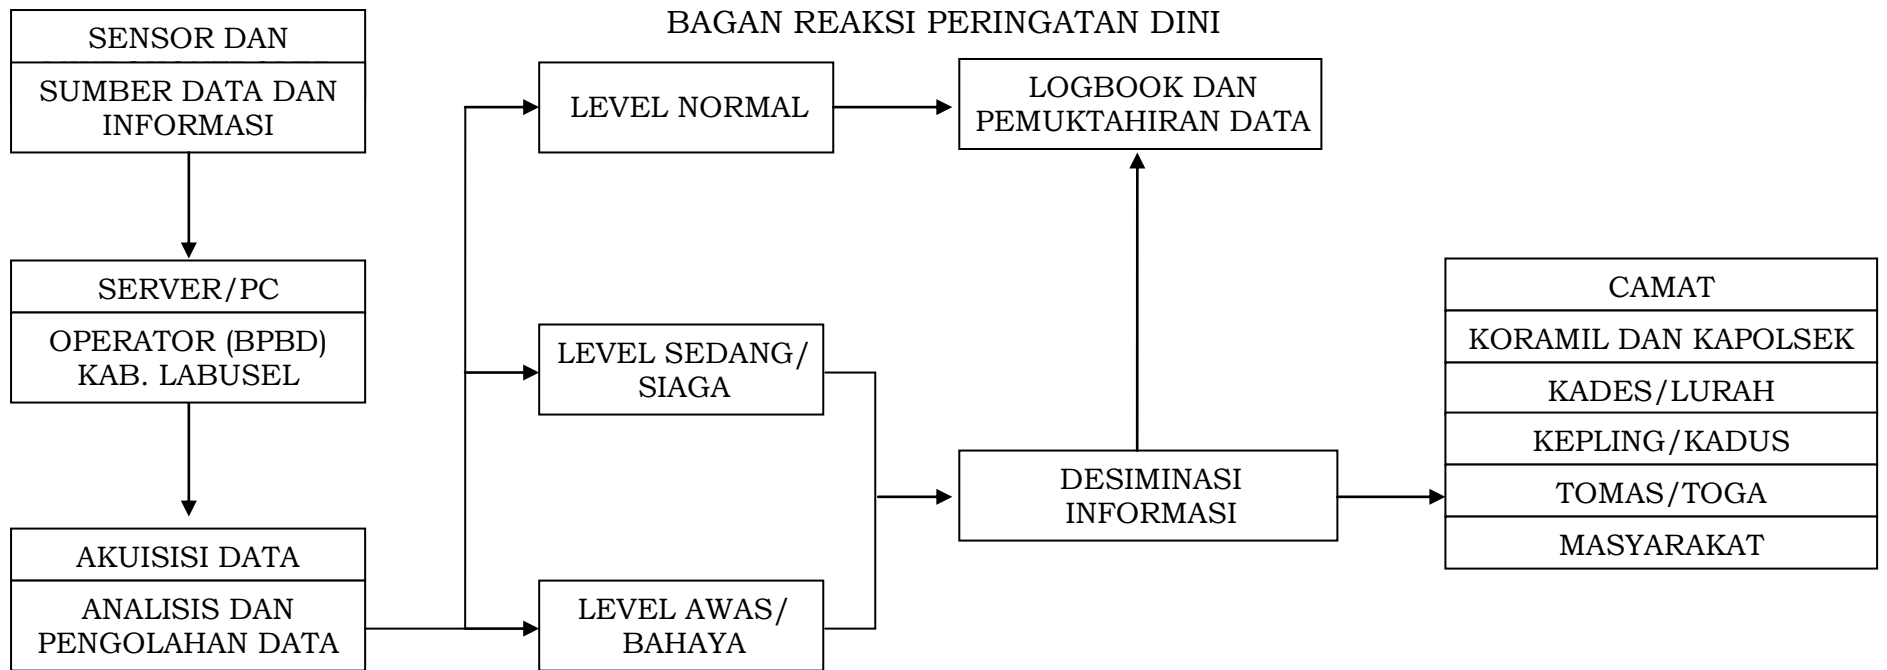 BAGAN REAKSI PERINGATAN DINI
SENSOR DAN
SUMBER DATA DAN
INFORMASI
SERVER/PC
OPERATOR (BPBD)
KAB. LABUSEL
AKUISISI DATA
ANALISIS DAN
PENGOLAHAN DATA
LEVEL NORMAL
LEVEL SEDANG/
SIAGA
LEVEL AWAS/
BAHAYA
LOGBOOK DAN
PEMUKTAHIRAN DATA
DESIMINASI
INFORMASI
CAMAT
KORAMIL DAN KAPOLSEK
KADES/LURAH
KEPLING/KADUS
TOMAS/TOGA
MASYARAKAT